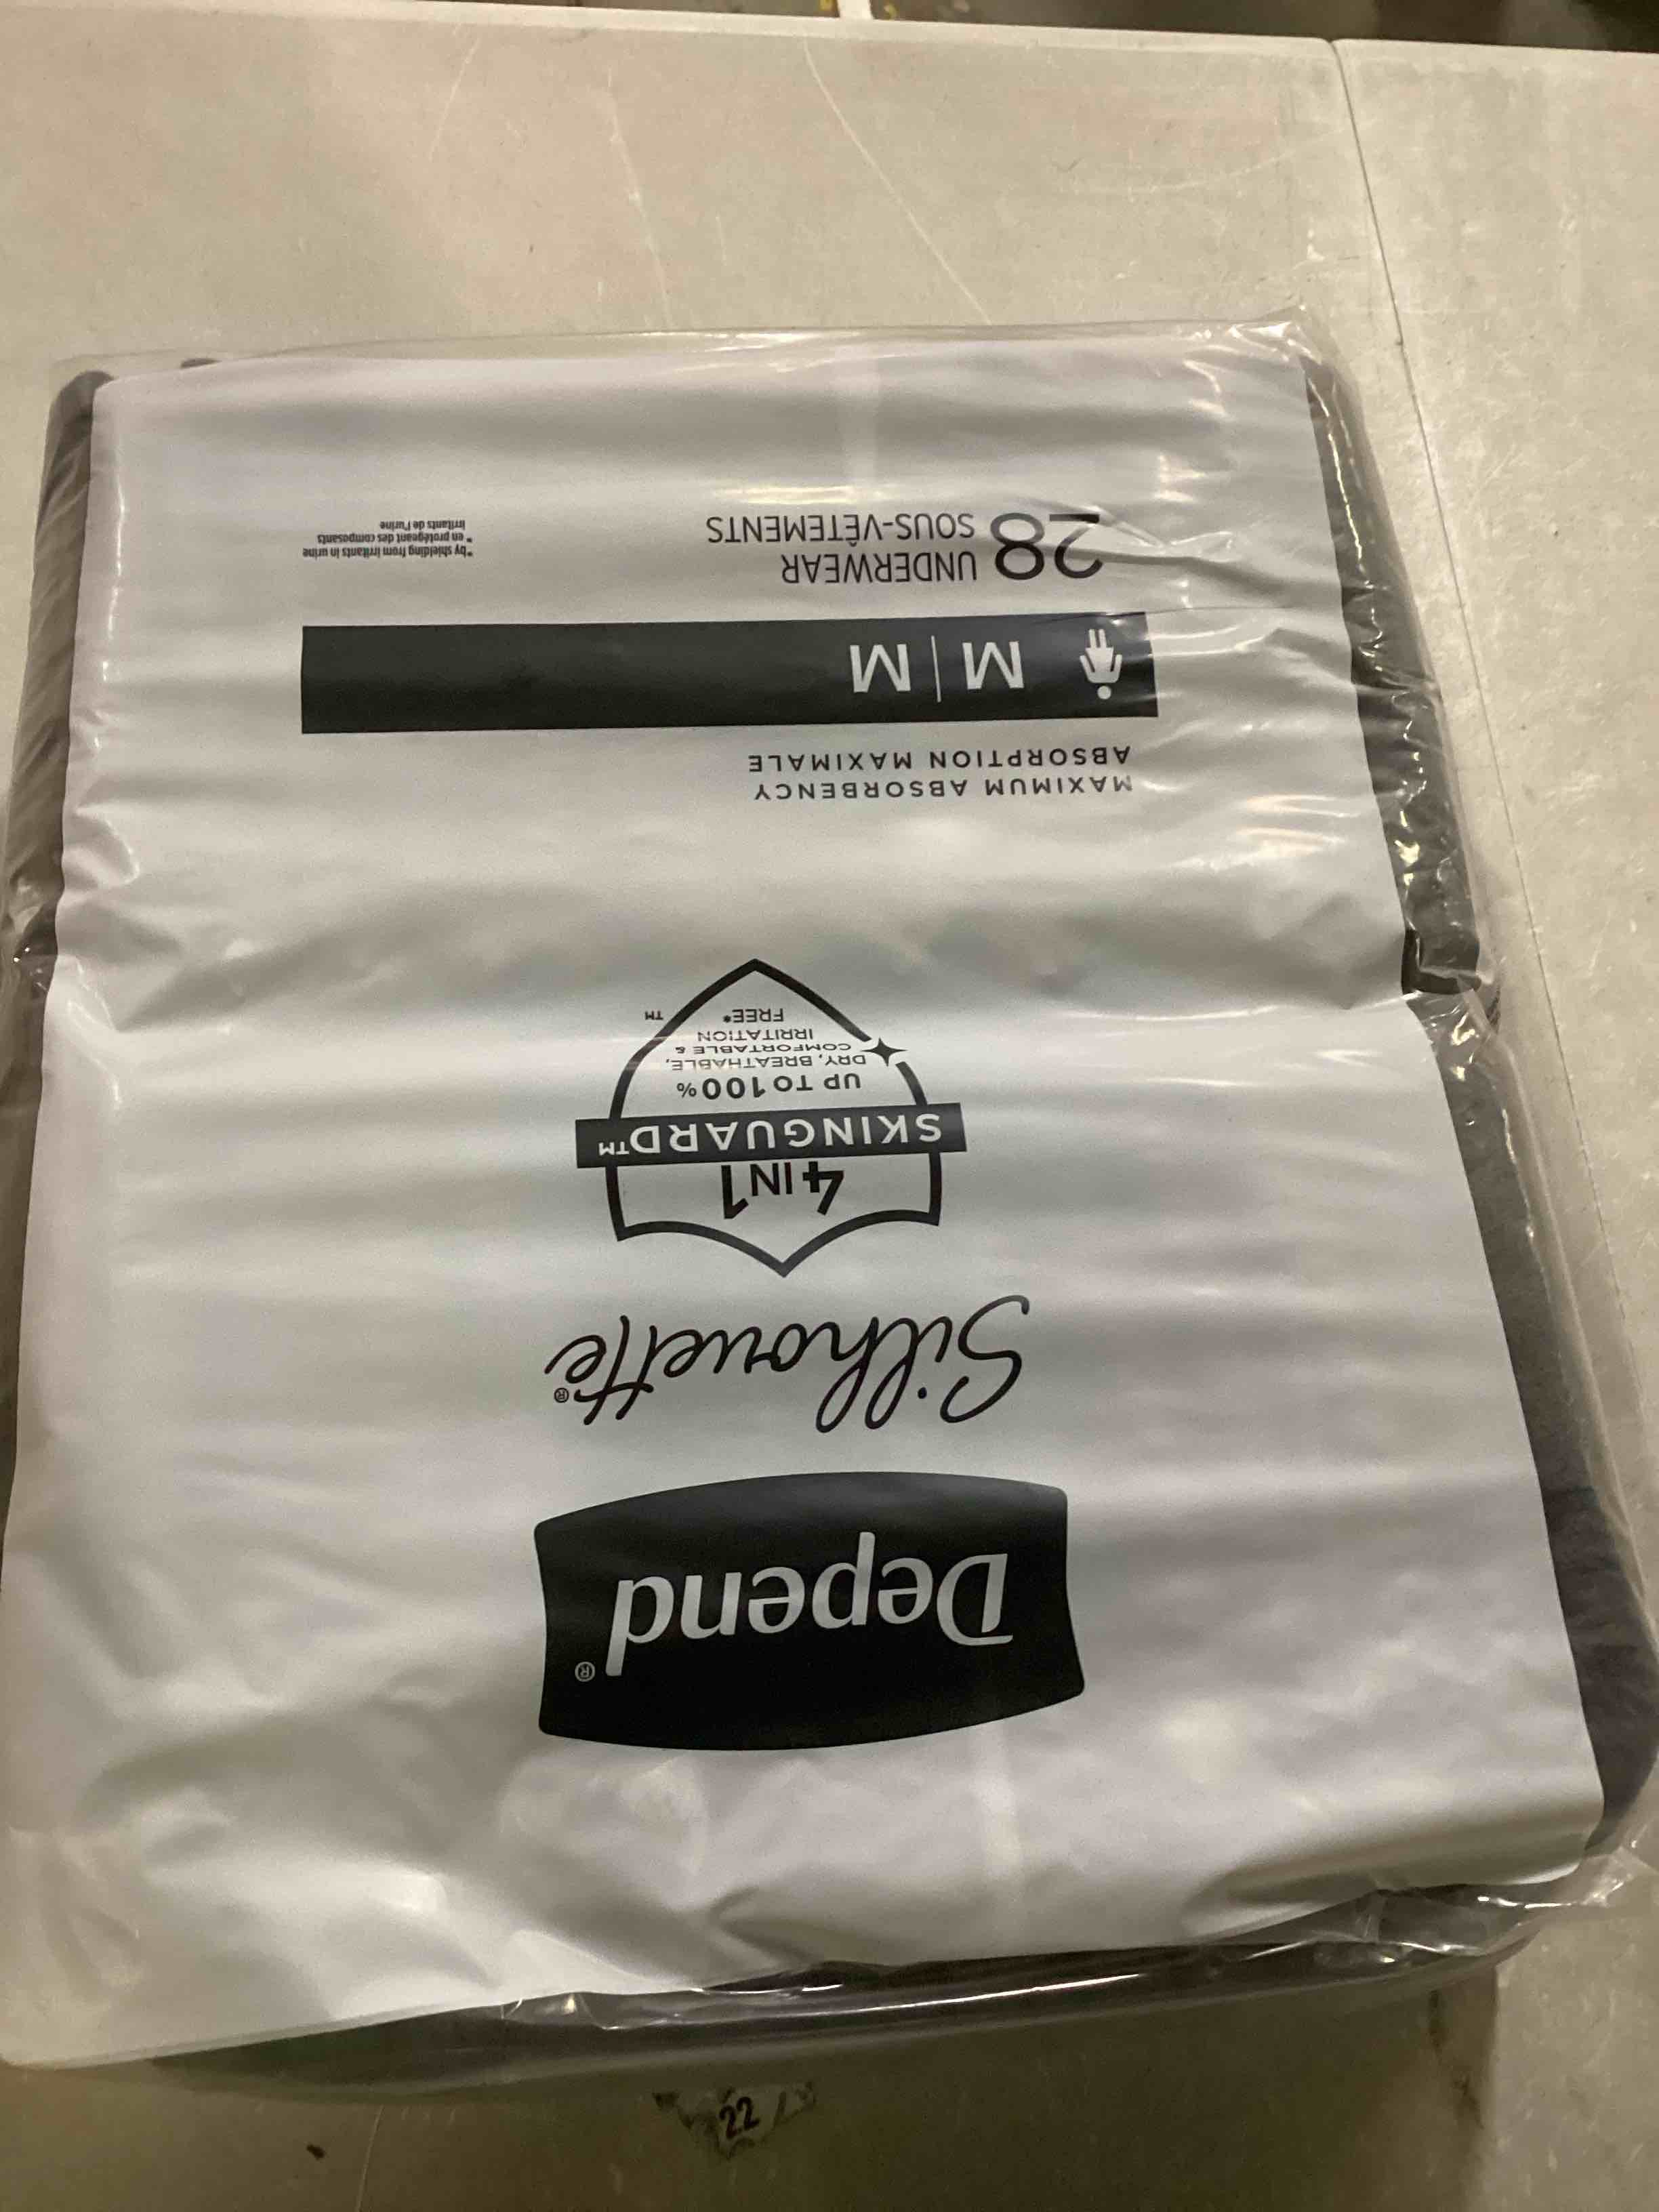 Depend®
Silhouette®
4 IN 1
SKINGUARD™
UP TO 100%
DRY, BREATHABLE,
COMFORTABLE &
IRRITATION
FREE*
™
MAXIMUM ABSORBENCY
ABSORPTION MAXIMALE
M | M
28 UNDERWEAR
SOUS-VÊTEMENTS
*by shielding from irritants in urine
*en protégeant des composants
irritants de l'urine
22